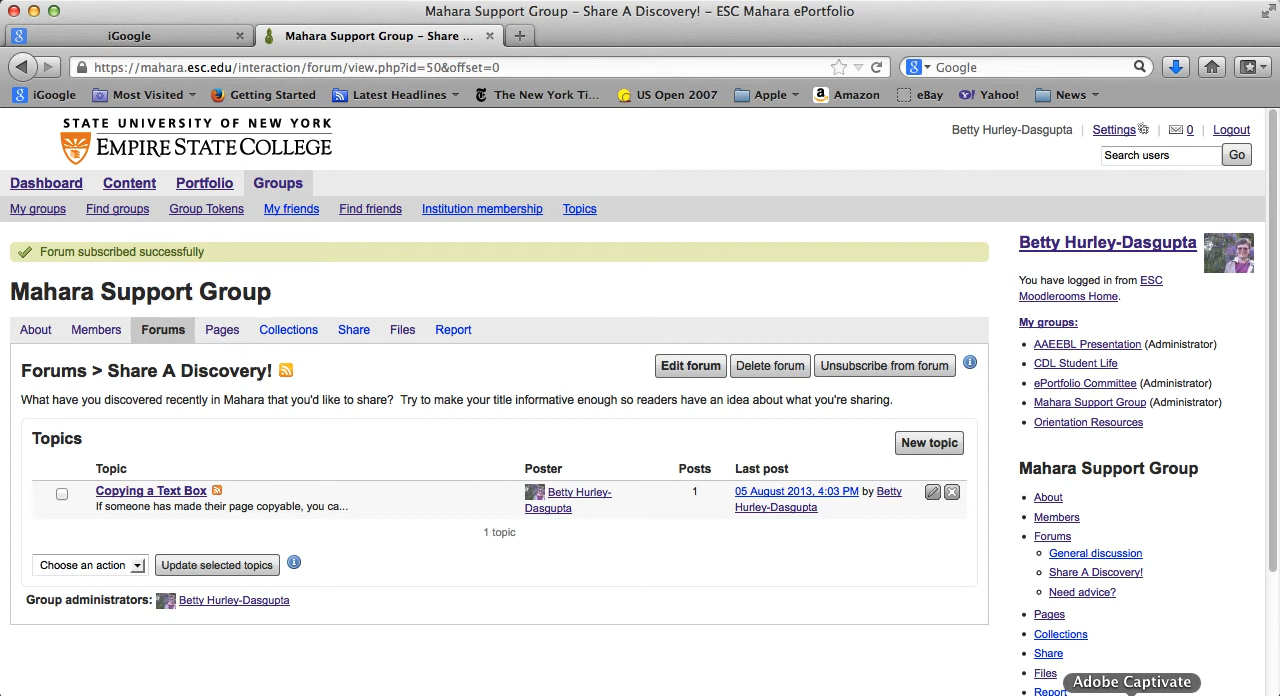 Mahara Support Group – Share A Discovery! – ESC Mahara ePortfolio
iGoogle
Mahara Support Group – Share ...
https://mahara.esc.edu/interaction/forum/view.php?id=50&offset=0
Google
iGoogle
Most Visited
Getting Started
Latest Headlines
The New York Ti...
US Open 2007
Apple
Amazon
eBay
Yahoo!
News
STATE UNIVERSITY OF NEW YORK
EMPIRE STATE COLLEGE
Betty Hurley-Dasgupta | Settings | 0 | Logout
Search users Go
Dashboard Content Portfolio Groups
My groups Find groups Group Tokens My friends Find friends Institution membership Topics
Forum subscribed successfully
Mahara Support Group
About Members Forums Pages Collections Share Files Report
Forums > Share A Discovery!
Edit forum Delete forum Unsubscribe from forum
What have you discovered recently in Mahara that you'd like to share? Try to make your title informative enough so readers have an idea about what you're sharing.
Topics
New topic
Topic Poster Posts Last post
Copying a Text Box
If someone has made their page copyable, you ca...
Betty Hurley-
Dasgupta
1
05 August 2013, 4:03 PM by Betty
Hurley-Dasgupta
1 topic
Choose an action Update selected topics
Group administrators: Betty Hurley-Dasgupta
Betty Hurley-Dasgupta
You have logged in from ESC
Moodlerooms Home.
My groups:
AAEEBL Presentation (Administrator)
CDL Student Life
ePortfolio Committee (Administrator)
Mahara Support Group (Administrator)
Orientation Resources
Mahara Support Group
About
Members
Forums
General discussion
Share A Discovery!
Need advice?
Pages
Collections
Share
Files
Report
Adobe Captivate